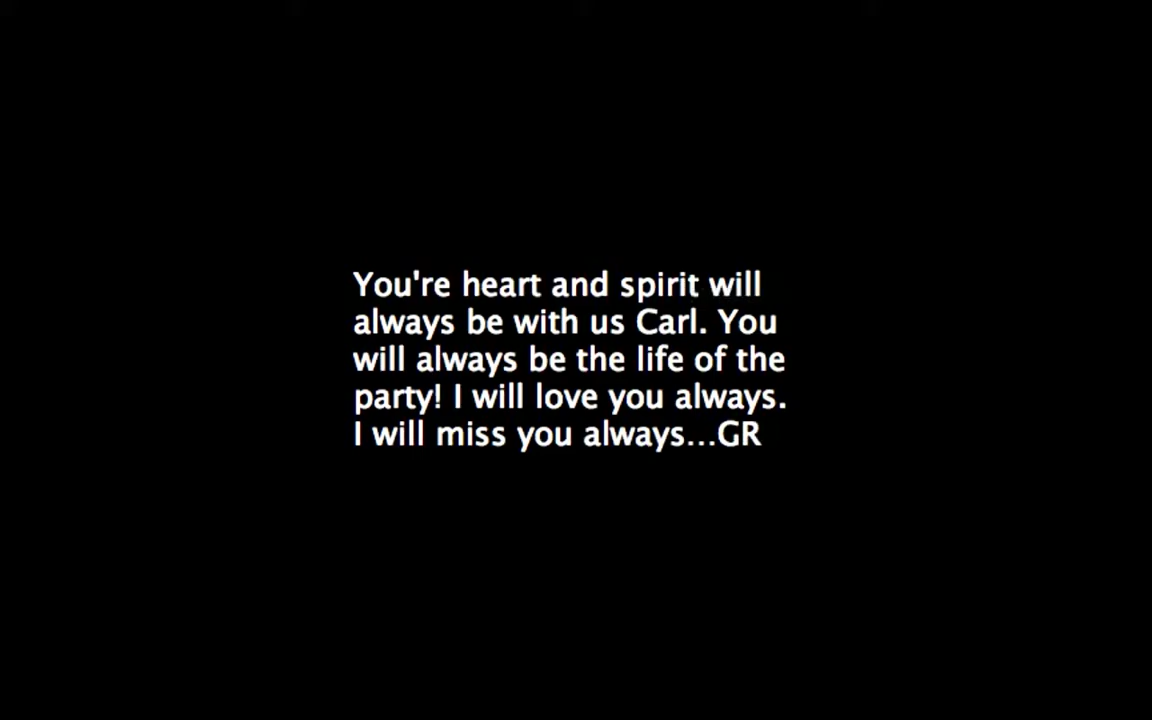 You're heart and spirit will
always be with us Carl. You
will always be the life of the
party! I will love you always.
I will miss you always...GR